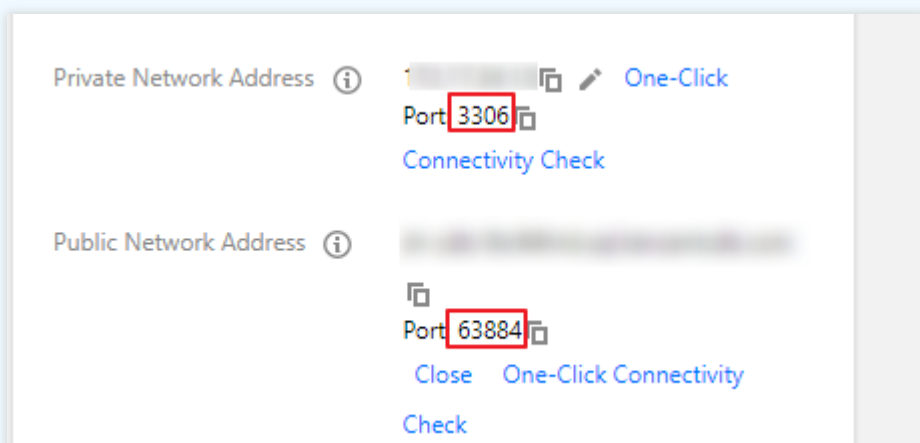 Private Network Address One-Click
Port 3306
Connectivity Check
Public Network Address
Port 63884
Close One-Click Connectivity
Check